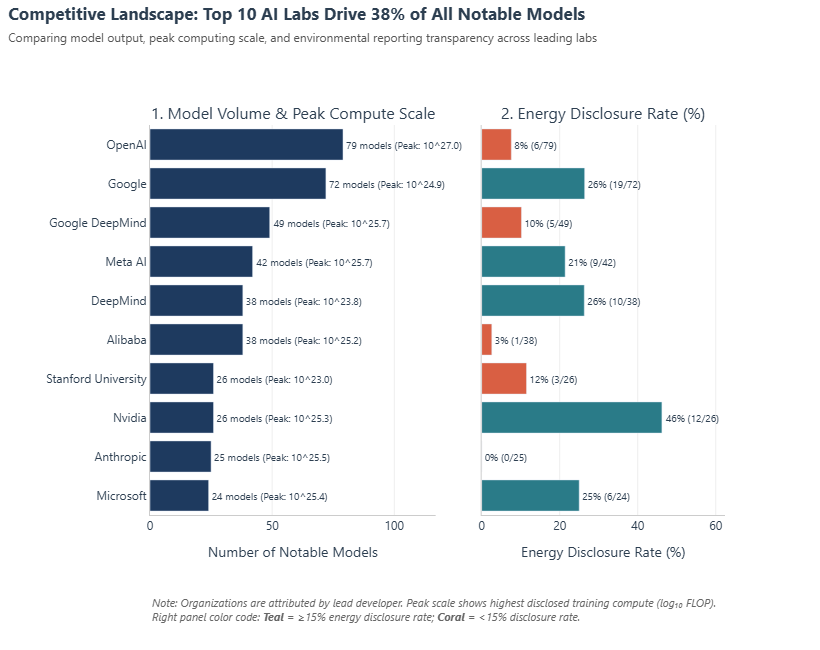 Competitive Landscape: Top 10 AI Labs Drive 38% of All Notable Models
Comparing model output, peak computing scale, and environmental reporting transparency across leading labs
1. Model Volume & Peak Compute Scale
2. Energy Disclosure Rate (%)
OpenAI 79 models (Peak: 10^27.0) 8% (6/79)
Google 72 models (Peak: 10^24.9) 26% (19/72)
Google DeepMind 49 models (Peak: 10^25.7) 10% (5/49)
Meta AI 42 models (Peak: 10^25.7) 21% (9/42)
DeepMind 38 models (Peak: 10^23.8) 26% (10/38)
Alibaba 38 models (Peak: 10^25.2) 3% (1/38)
Stanford University 26 models (Peak: 10^23.0) 12% (3/26)
Nvidia 26 models (Peak: 10^25.3) 46% (12/26)
Anthropic 25 models (Peak: 10^25.5) 0% (0/25)
Microsoft 24 models (Peak: 10^25.4) 25% (6/24)
0 50 100 0 20 40 60
Number of Notable Models
Energy Disclosure Rate (%)
Note: Organizations are attributed by lead developer. Peak scale shows highest disclosed training compute (log₁₀ FLOP).
Right panel color code: Teal = ≥15% energy disclosure rate; Coral = <15% disclosure rate.